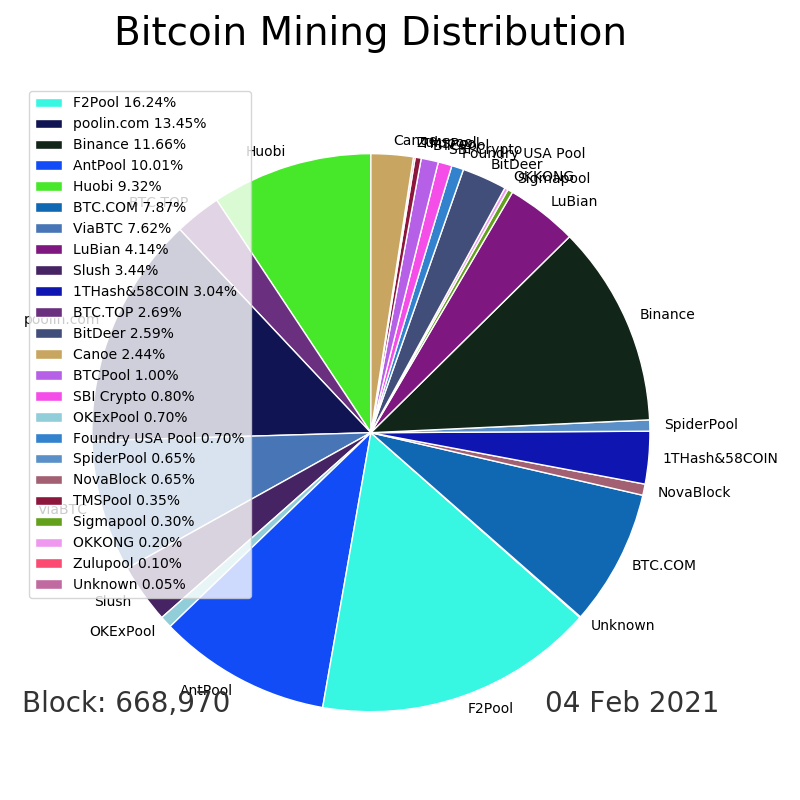 Bitcoin Mining Distribution
F2Pool 16.24%
poolin.com 13.45%
Binance 11.66%
AntPool 10.01%
Huobi 9.32%
BTC.COM 7.87%
ViaBTC 7.62%
LuBian 4.14%
Slush 3.44%
1THash&58COIN 3.04%
BTC.TOP 2.69%
BitDeer 2.59%
Canoe 2.44%
BTCPool 1.00%
SBI Crypto 0.80%
OKExPool 0.70%
Foundry USA Pool 0.70%
SpiderPool 0.65%
NovaBlock 0.65%
TMSPool 0.35%
Sigmapool 0.30%
OKKONG 0.20%
Zulupool 0.10%
Unknown 0.05%
Huobi
BTC.TOP
poolin.com
ViaBTC
Slush
OKExPool
AntPool
F2Pool
Unknown
BTC.COM
NovaBlock
1THash&58COIN
SpiderPool
Binance
LuBian
Sigmapool
OKKONG
BitDeer
Foundry USA Pool
SBI Crypto
BTCPool
TMSPool
Zulupool
Canoe
Block: 668,970
04 Feb 2021